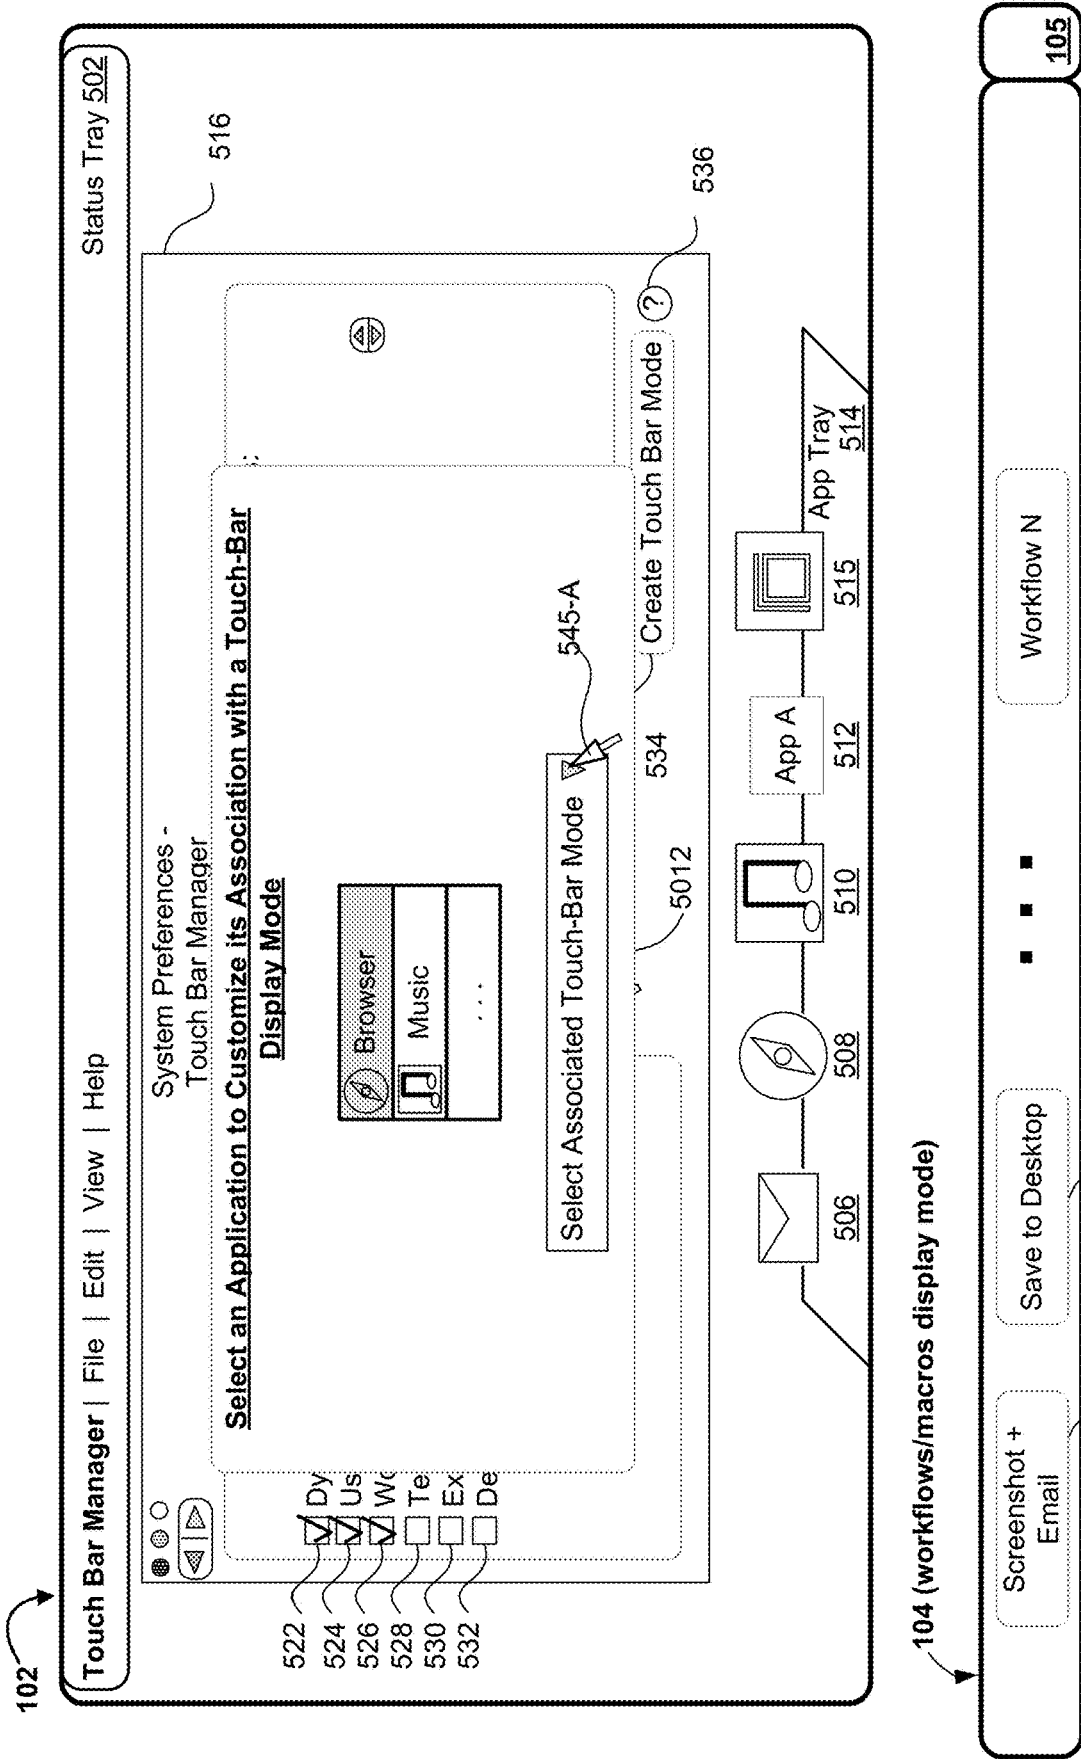 102
Touch Bar Manager | File | Edit | View | Help
Status Tray 502
516
System Preferences -
Touch Bar Manager
Select an Application to Customize its Association with a Touch-Bar
Display Mode
Browser
Music
. . .
Select Associated Touch-Bar Mode
545-A
522
524
526
528
530
532
Dy
Us
Wo
Te
Ex
De
5012
534
Create Touch Bar Mode
?
536
App A
App Tray
514
506
508
510
512
515
104 (workflows/macros display mode)
Screenshot +
Email
Save to Desktop
Workflow N
105